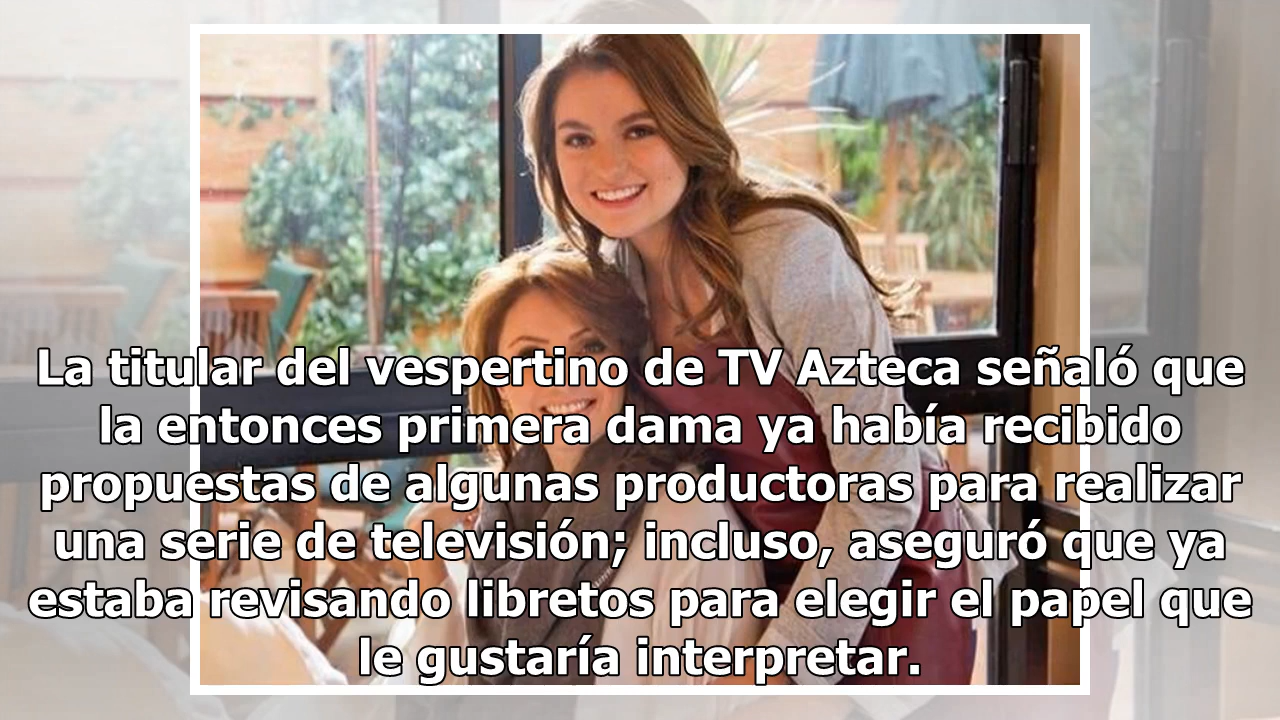 La titular del vespertino de TV Azteca señaló que
la entonces primera dama ya había recibido
propuestas de algunas productoras para realizar
una serie de televisión; incluso, aseguró que ya
estaba revisando libretos para elegir el papel que
le gustaría interpretar.